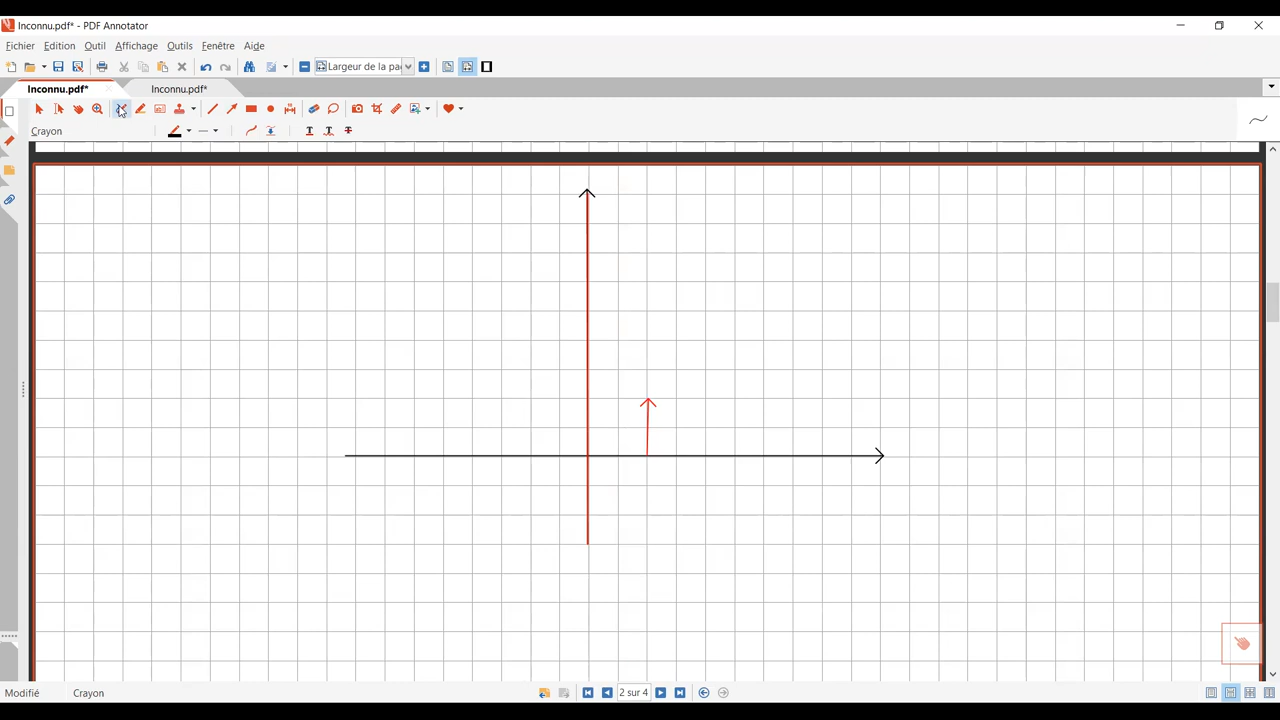 Inconnu.pdf* - PDF Annotator
Fichier Edition Outil Affichage Outils Fenêtre Aide
Largeur de la pa
Inconnu.pdf* Inconnu.pdf*
Crayon
Modifié Crayon 2 sur 4